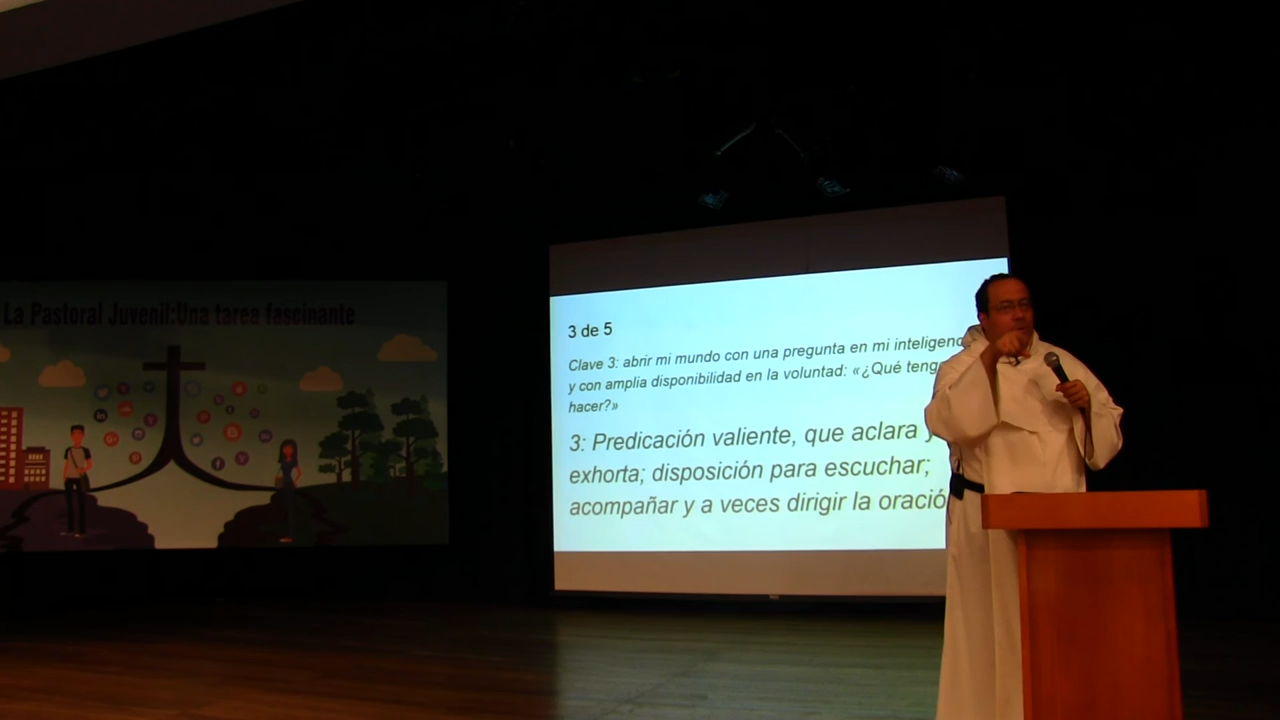 La Pastoral Juvenil:Una tarea fascinante
3 de 5
Clave 3: abrir mi mundo con una pregunta en mi
y con amplia disponibilidad en la voluntad: «¿Qué
hacer?»
3: Predicación valiente, que aclara y
exhorta; disposición para escuchar;
acompañar y a veces dirigir la